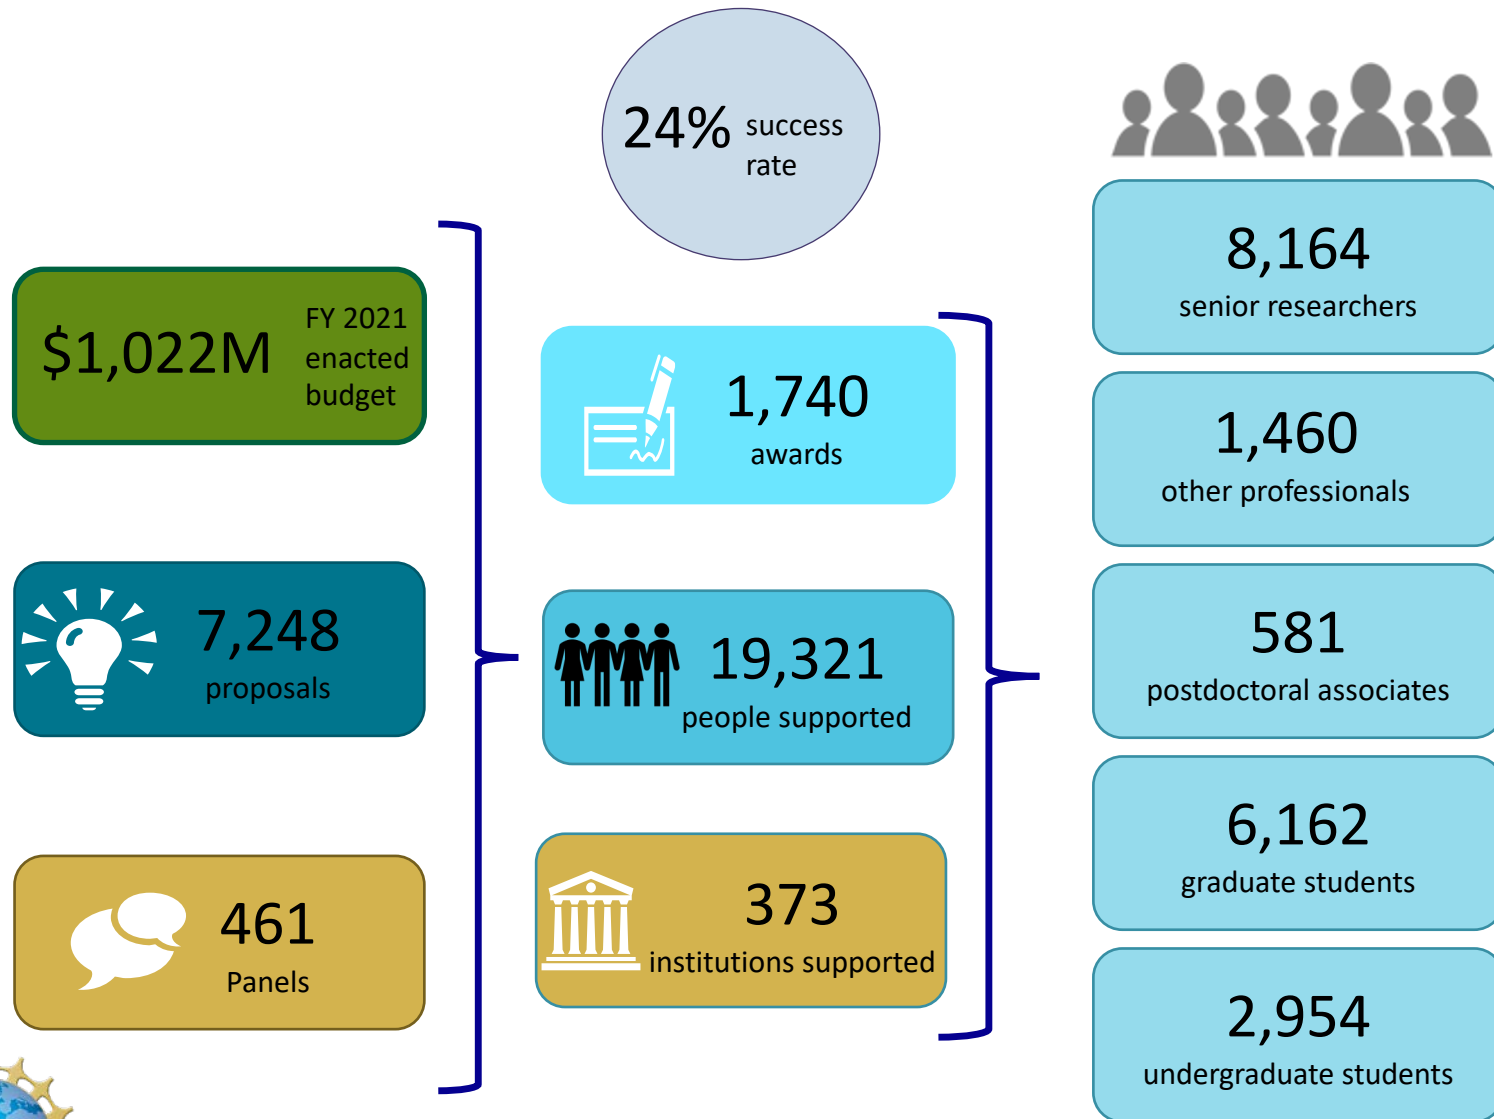 24% success
rate
$1,022M
FY 2021
enacted
budget
7,248
proposals
461
Panels
1,740
awards
19,321
people supported
373
institutions supported
8,164
senior researchers
1,460
other professionals
581
postdoctoral associates
6,162
graduate students
2,954
undergraduate students